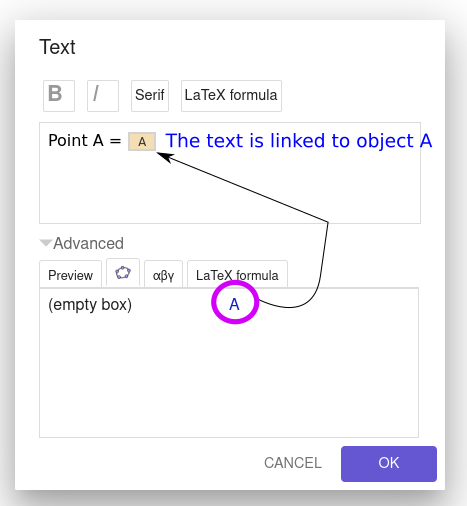 Text
B I Serif LaTeX formula
Point A = A The text is linked to object A
Advanced
Preview αβγ LaTeX formula
(empty box) A
CANCEL OK